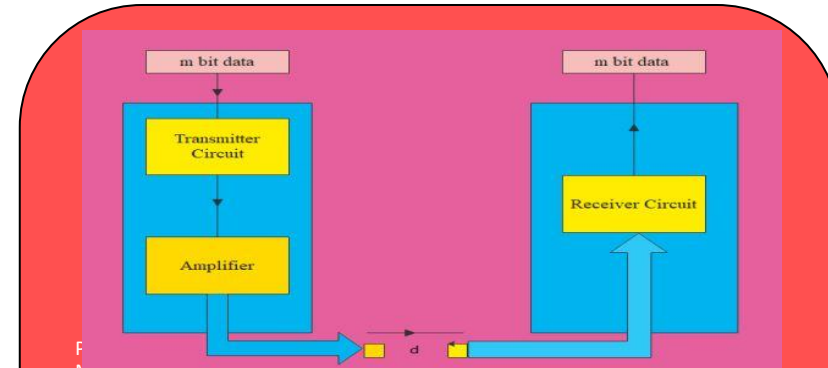 m bit data
m bit data
Transmitter
Circuit
Receiver Circuit
Amplifier
d